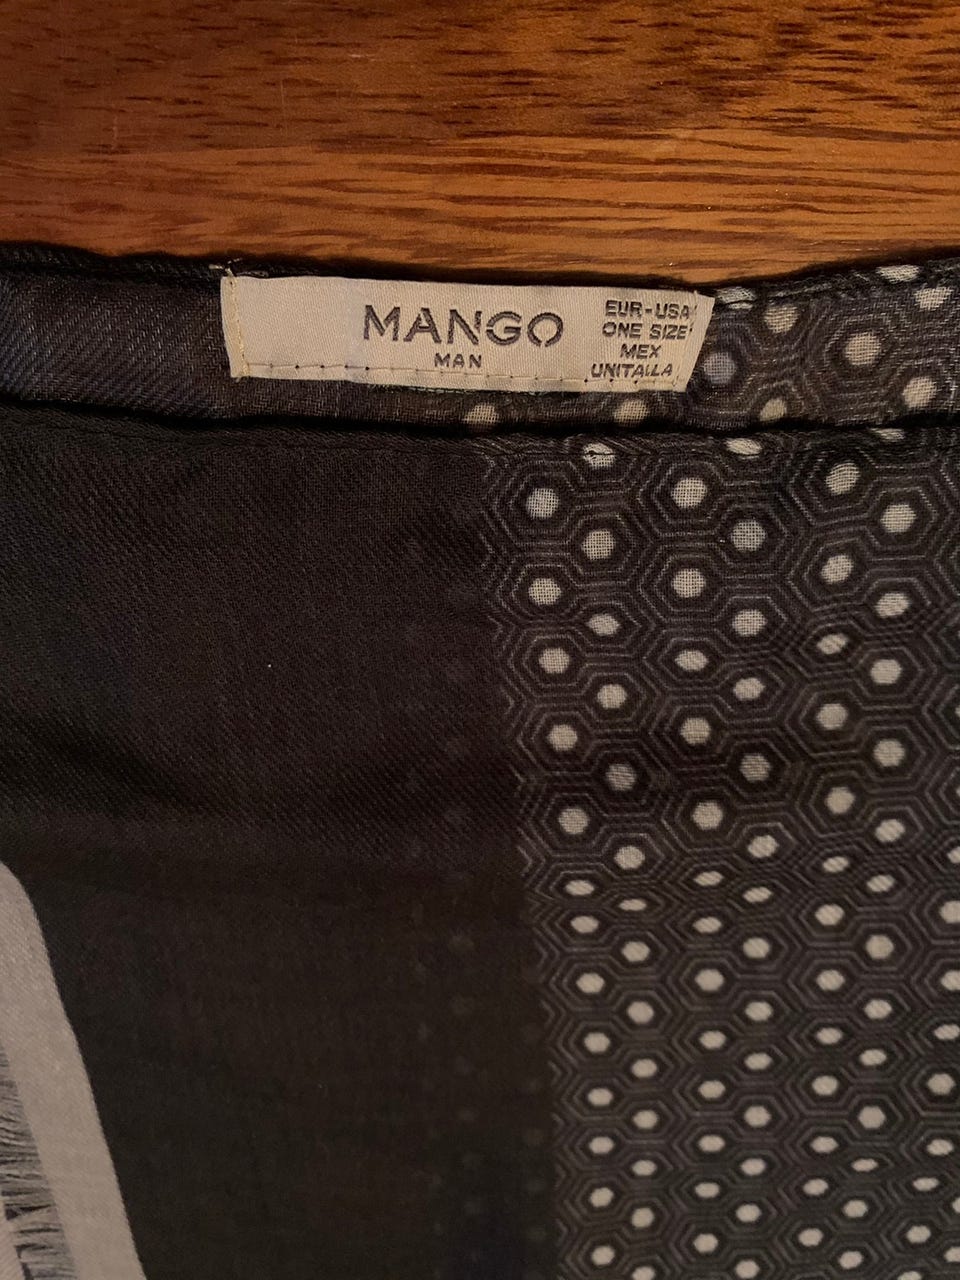 MANGO
MAN
EUR-USA
ONE SIZE
MEX
UNITALLA